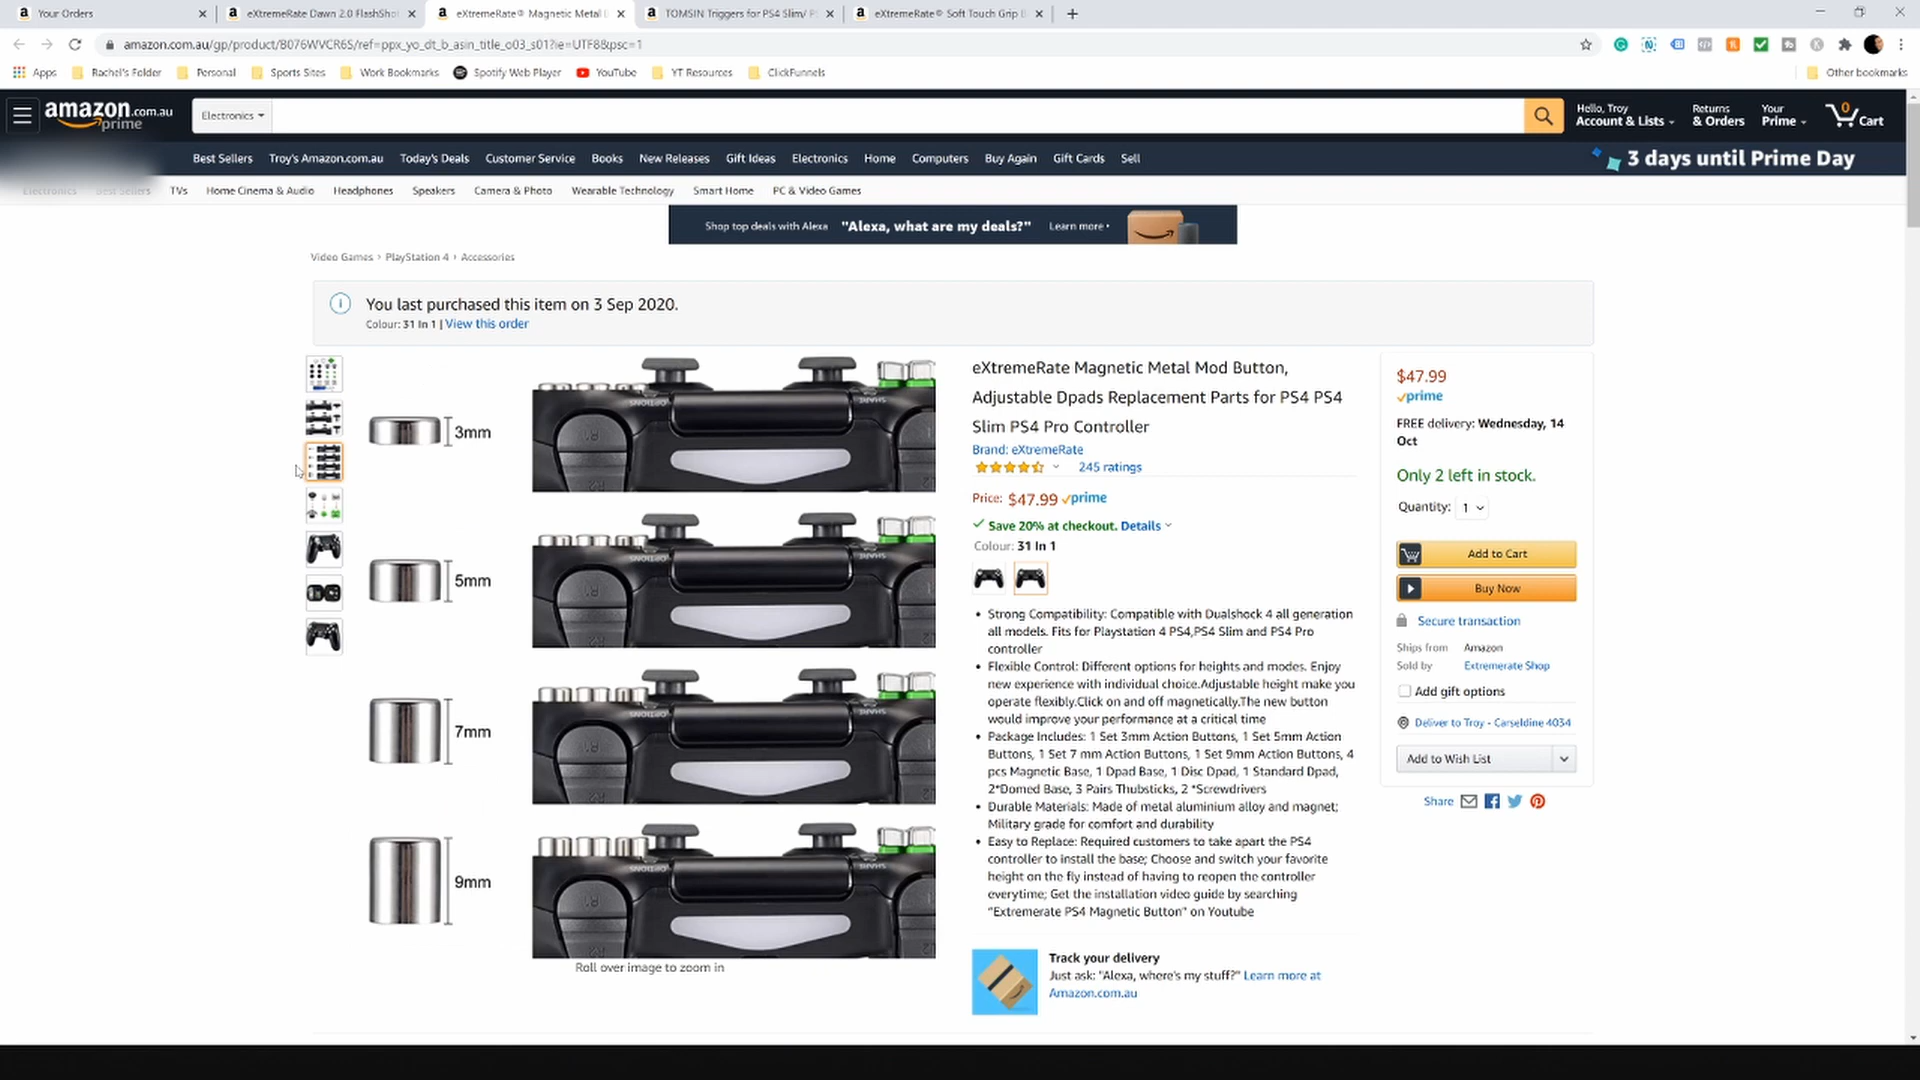 Your Orders
eXtremeRate Dawn 2.0 FlashSho
eXtremeRate® Magnetic Metal
TOMSIN Triggers for PS4 Slim/ P
eXtremeRate® Soft Touch Grip B
amazon.com.au/gp/product/B076WVCR6S/ref=ppx_yo_dt_b_asin_title_o03_s01?ie=UTF8&psc=1
Apps
Rachel's Folder
Personal
Sports Sites
Work Bookmarks
Spotify Web Player
YouTube
YT Resources
ClickFunnels
Other bookmarks
amazon.com.au
prime
Electronics
Hello, Troy
Account & Lists
Returns
& Orders
Your
Prime
0
Cart
Best Sellers
Troy's Amazon.com.au
Today's Deals
Customer Service
Books
New Releases
Gift Ideas
Electronics
Home
Computers
Buy Again
Gift Cards
Sell
3 days until Prime Day
Electronics
Best Sellers
TVs
Home Cinema & Audio
Headphones
Speakers
Camera & Photo
Wearable Technology
Smart Home
PC & Video Games
Shop top deals with Alexa "Alexa, what are my deals?" Learn more
Video Games › PlayStation 4 › Accessories
You last purchased this item on 3 Sep 2020.
Colour: 31 In 1 | View this order
3mm
5mm
7mm
9mm
Roll over image to zoom in
eXtremeRate Magnetic Metal Mod Button,
Adjustable Dpads Replacement Parts for PS4 PS4
Slim PS4 Pro Controller
Brand: eXtremeRate
245 ratings
Price: $47.99 prime
Save 20% at checkout. Details
Colour: 31 In 1
• Strong Compatibility: Compatible with Dualshock 4 all generation
all models. Fits for Playstation 4 PS4,PS4 Slim and PS4 Pro
controller
• Flexible Control: Different options for heights and modes. Enjoy
new experience with individual choice.Adjustable height make you
operate flexibly.Click on and off magnetically.The new button
would improve your performance at a critical time
• Package Includes: 1 Set 3mm Action Buttons, 1 Set 5mm Action
Buttons, 1 Set 7 mm Action Buttons, 1 Set 9mm Action Buttons, 4
pcs Magnetic Base, 1 Dpad Base, 1 Disc Dpad, 1 Standard Dpad,
2*Domed Base, 3 Pairs Thubsticks, 2 *Screwdrivers
• Durable Materials: Made of metal aluminium alloy and magnet;
Military grade for comfort and durability
• Easy to Replace: Required customers to take apart the PS4
controller to install the base; Choose and switch your favorite
height on the fly instead of having to reopen the controller
everytime; Get the installation video guide by searching
"Extremerate PS4 Magnetic Button" on Youtube
Track your delivery
Just ask: "Alexa, where's my stuff?" Learn more at
Amazon.com.au
$47.99
prime
FREE delivery: Wednesday, 14
Oct
Only 2 left in stock.
Quantity: 1
Add to Cart
Buy Now
Secure transaction
Ships from Amazon
Sold by Extremerate Shop
Add gift options
Deliver to Troy - Carseldine 4034
Add to Wish List
Share